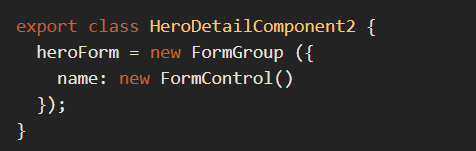 export class HeroDetailComponent2 {
  heroForm = new FormGroup ({
    name: new FormControl()
  });
}